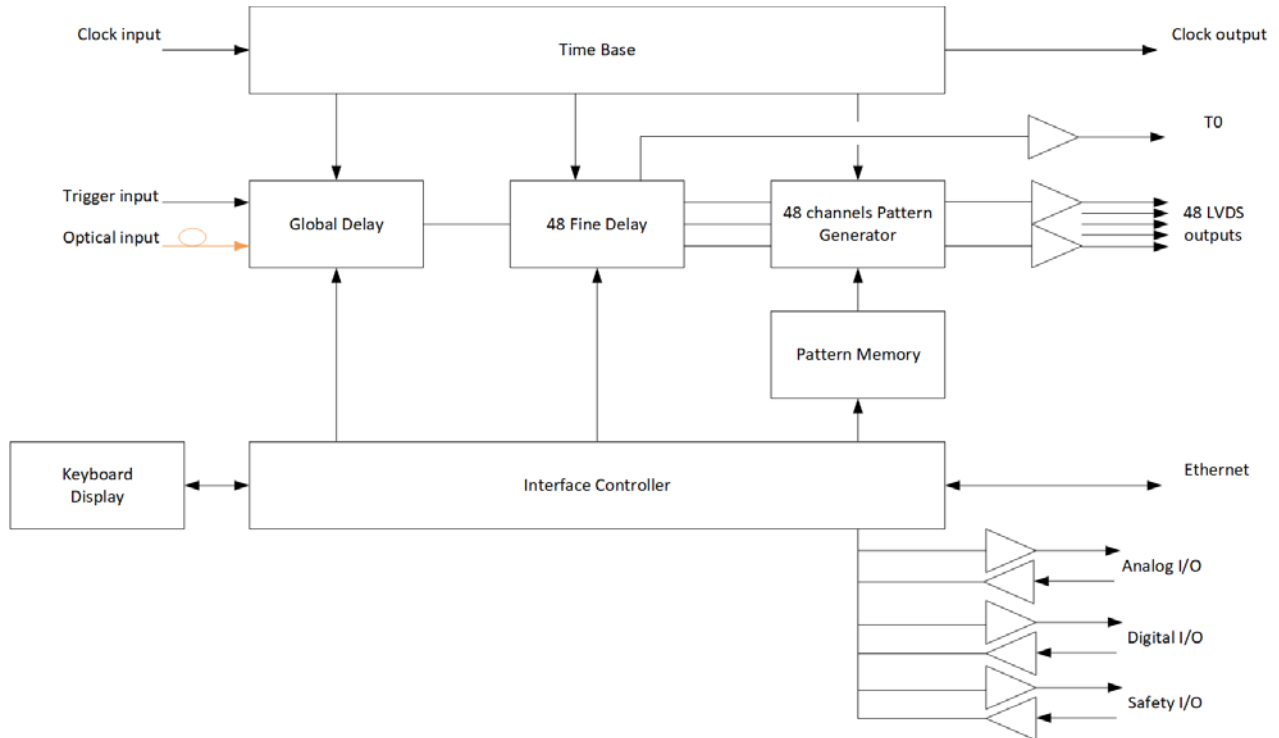 Clock input
Time Base
Clock output
T0
Trigger input
Optical input
Global Delay
48 Fine Delay
48 channels Pattern
Generator
48 LVDS
outputs
Pattern Memory
Keyboard
Display
Interface Controller
Ethernet
Analog I/O
Digital I/O
Safety I/O